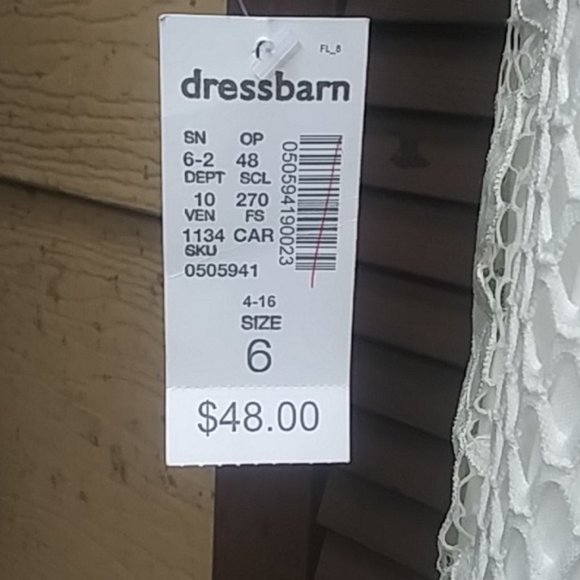 FL_8
dressbarn
SN OP
6-2 48
DEPT SCL
10 270
VEN FS
1134 CAR
SKU
0505941
050594190023
4-16
SIZE
6
$48.00